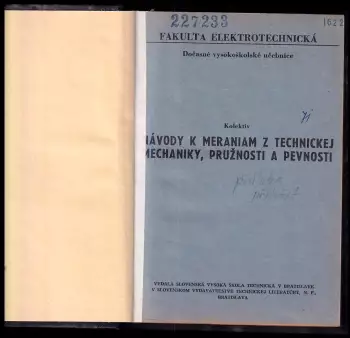 227233
FAKULTA ELEKTROTECHNICKÁ
Dočasné vysokoškolské učebnice
Kolektív
NÁVODY K MERANIAM Z TECHNICKEJ
MECHANIKY, PRUŽNOSTI A PEVNOSTI
VYDALA SLOVENSKÁ VYSOKÁ ŠKOLA TECHNICKÁ V BRATISLAVE
V SLOVENSKOM VYDAVATEĽSTVE TECHNICKEJ LITERATÚRY, N. P.,
BRATISLAVA